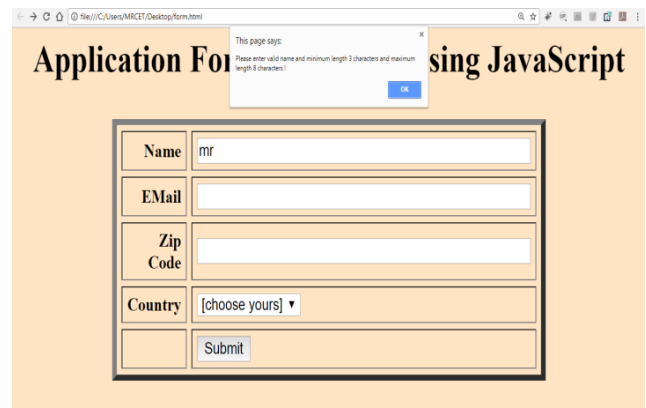 file:///C:/Users/MRCET/Desktop/form.html
This page says:
x
Please enter valid name and minimum length 3 characters and maximum
length 8 characters !
OK
Application For sing JavaScript
Name mr
EMail
Zip
Code
Country [choose yours]
Submit